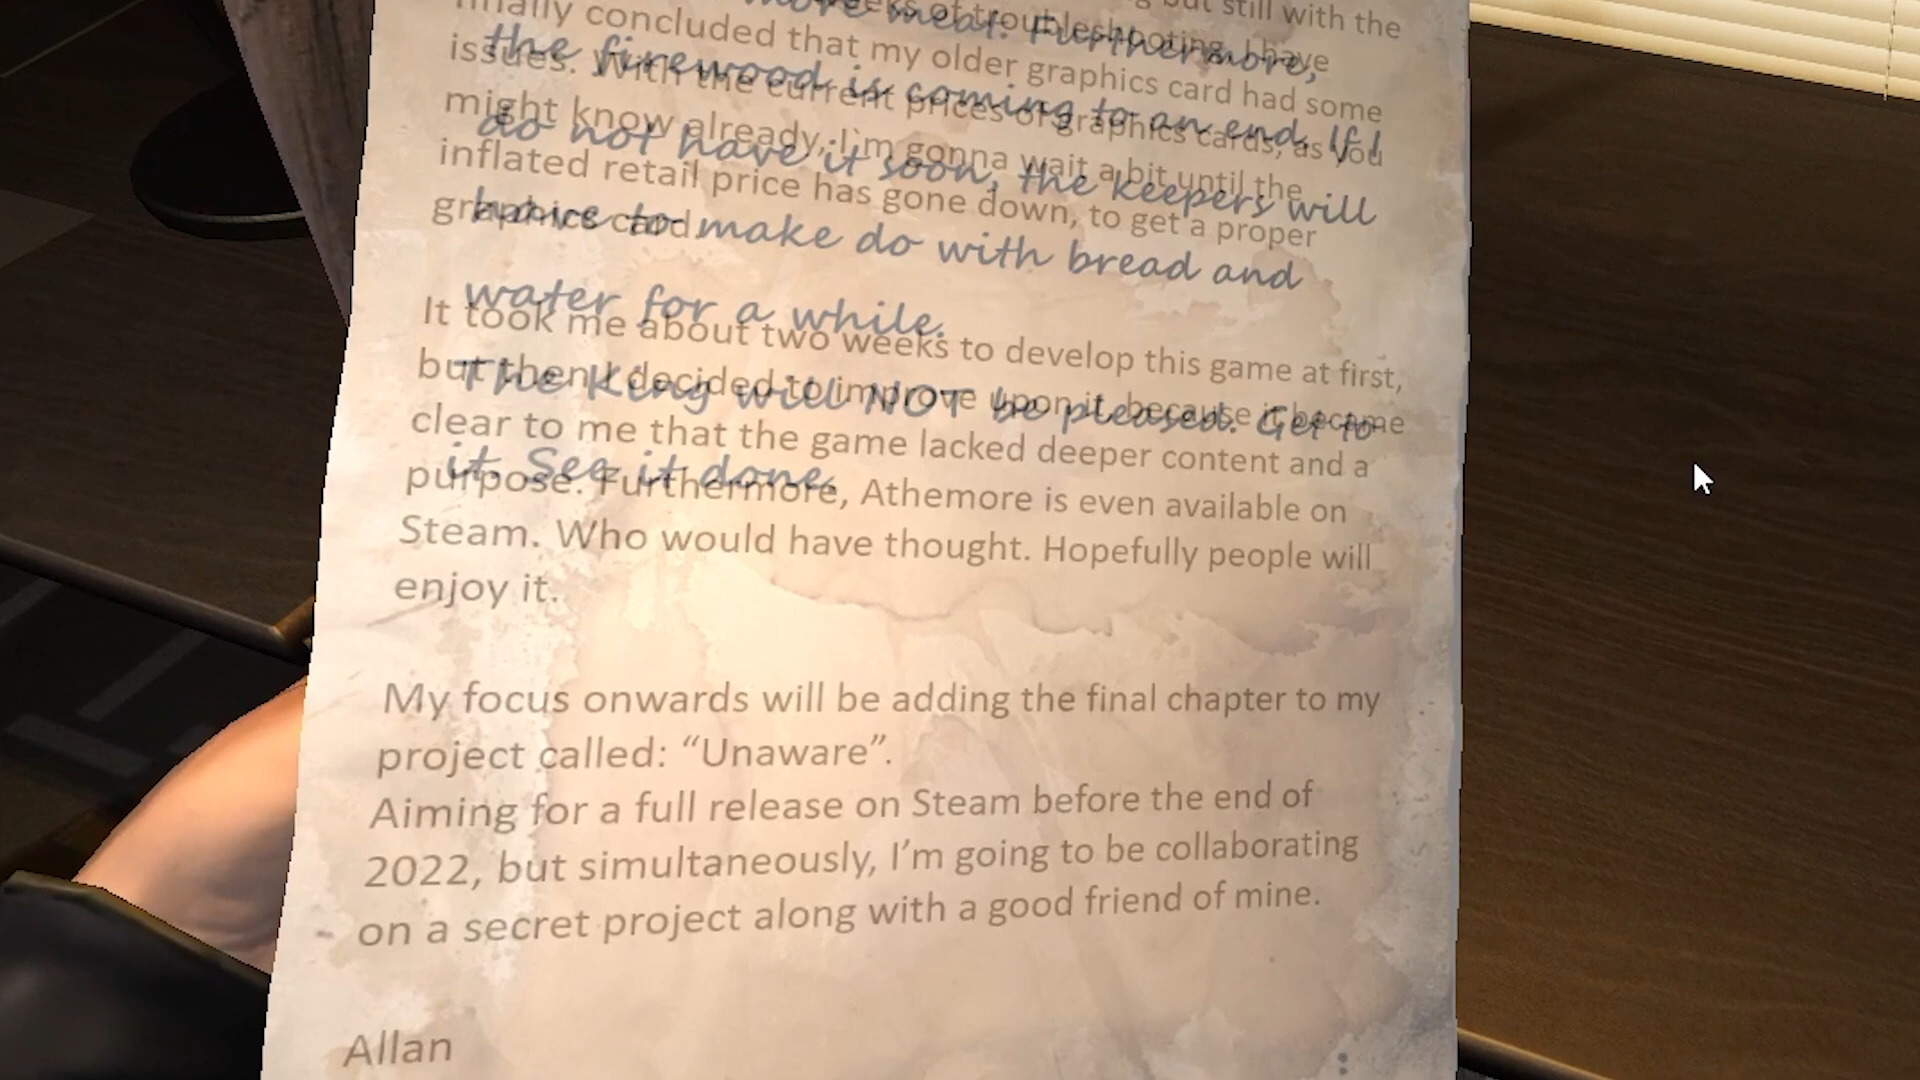 but still with the
weeks of troubleshooting, I have
finally concluded that my older graphics card had some
issues. With the current prices of graphics cards, as you
might know already, I`m gonna wait a bit until the
inflated retail price has gone down, to get a proper
graphics card.
It took me about two weeks to develop this game at first,
but then I decided to improve upon it, because it became
clear to me that the game lacked deeper content and a
purpose. Furthermore, Athemore is even available on
Steam. Who would have thought. Hopefully people will
enjoy it.
My focus onwards will be adding the final chapter to my
project called: “Unaware”.
Aiming for a full release on Steam before the end of
2022, but simultaneously, I’m going to be collaborating
on a secret project along with a good friend of mine.
Allan
more meat. Furthermore,
the firewood is coming to an end. If I
do not have it soon, the keepers will
have to make do with bread and
water for a while.
The King will NOT be pleased. Get to
it. See it done.